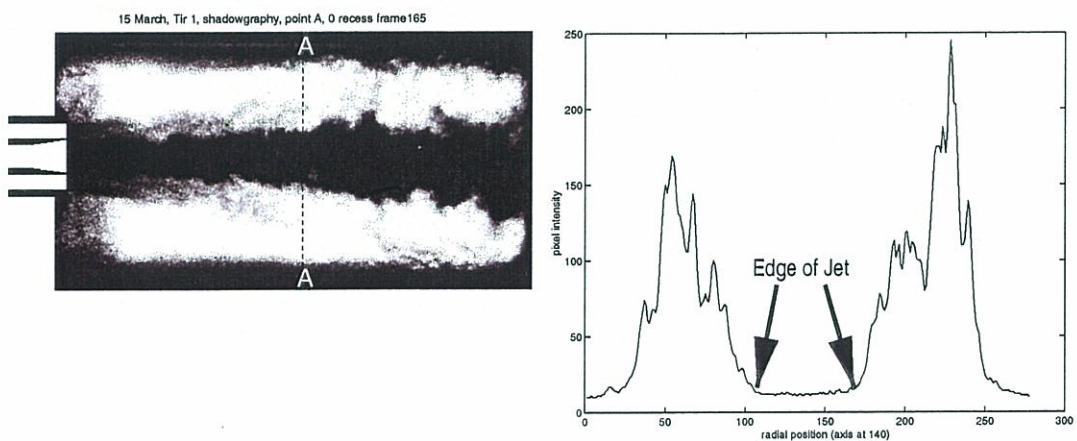 15 March, Tir 1, shadowgraphy, point A, 0 recess frame165
A
A
250
200
150
100
50
0
pixel intensity
Edge of Jet
0
50
100
150
200
250
300
radial position (axis at 140)